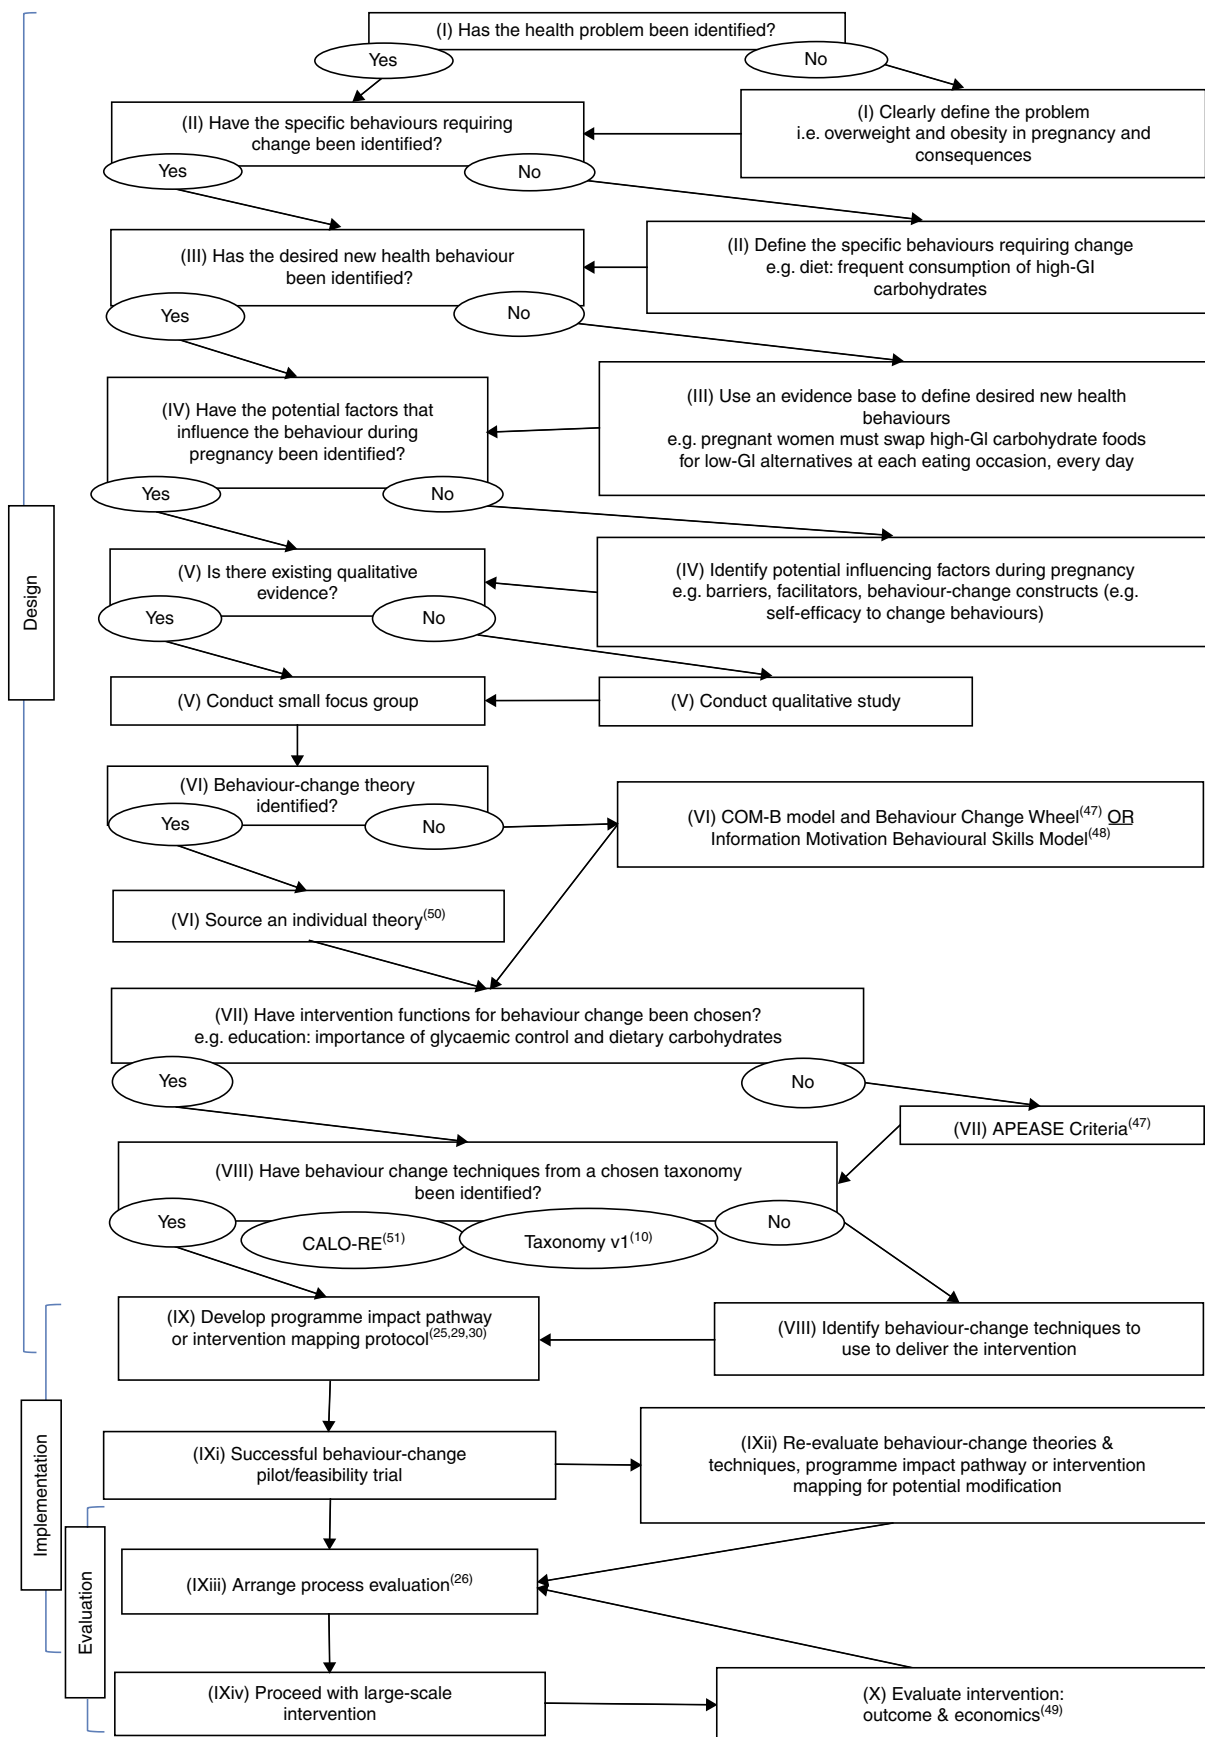 (I) Has the health problem been identified?
Yes
No
(I) Clearly define the problem
i.e. overweight and obesity in pregnancy and
consequences
(II) Have the specific behaviours requiring
change been identified?
Yes
No
(II) Define the specific behaviours requiring change
e.g. diet: frequent consumption of high-GI
carbohydrates
(III) Has the desired new health behaviour
been identified?
Yes
No
(III) Use an evidence base to define desired new health
behaviours
e.g. pregnant women must swap high-GI carbohydrate foods
for low-GI alternatives at each eating occasion, every day
(IV) Have the potential factors that
influence the behaviour during
pregnancy been identified?
Yes
No
(IV) Identify potential influencing factors during pregnancy
e.g. barriers, facilitators, behaviour-change constructs (e.g.
self-efficacy to change behaviours)
(V) Is there existing qualitative
evidence?
Yes
No
(V) Conduct small focus group
(V) Conduct qualitative study
(VI) Behaviour-change theory
identified?
Yes
No
(VI) COM-B model and Behaviour Change Wheel(47) OR
Information Motivation Behavioural Skills Model(48)
(VI) Source an individual theory(50)
(VII) Have intervention functions for behaviour change been chosen?
e.g. education: importance of glycaemic control and dietary carbohydrates
Yes
No
(VII) APEASE Criteria(47)
(VIII) Have behaviour change techniques from a chosen taxonomy
been identified?
Yes
CALO-RE(51)
Taxonomy v1(10)
No
(VIII) Identify behaviour-change techniques to
use to deliver the intervention
(IX) Develop programme impact pathway
or intervention mapping protocol(25,29,30)
(IXi) Successful behaviour-change
pilot/feasibility trial
(IXii) Re-evaluate behaviour-change theories &
techniques, programme impact pathway or intervention
mapping for potential modification
(IXiii) Arrange process evaluation(26)
(IXiv) Proceed with large-scale
intervention
(X) Evaluate intervention:
outcome & economics(49)
Design
Implementation
Evaluation